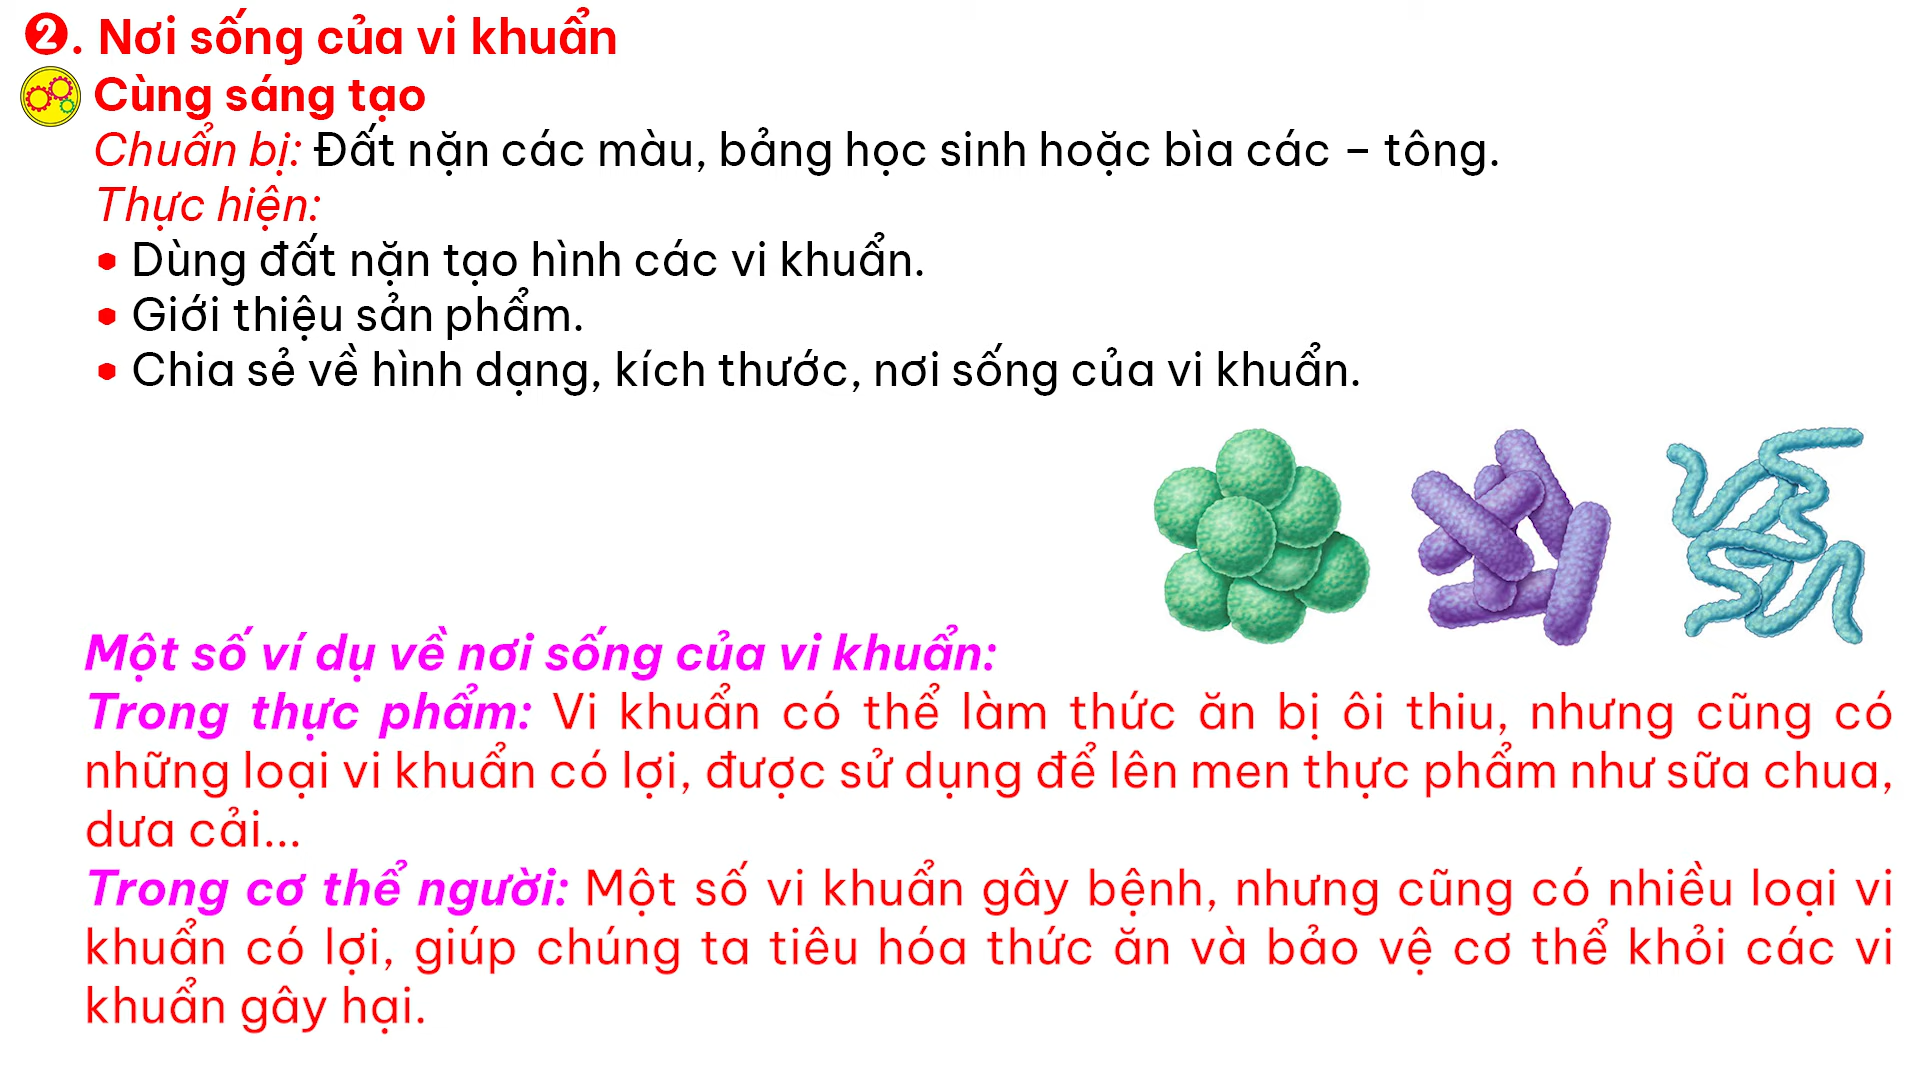 ❷. Nơi sống của vi khuẩn
Cùng sáng tạo
Chuẩn bị: Đất nặn các màu, bảng học sinh hoặc bìa các – tông.
Thực hiện:
• Dùng đất nặn tạo hình các vi khuẩn.
• Giới thiệu sản phẩm.
• Chia sẻ về hình dạng, kích thước, nơi sống của vi khuẩn.
Một số ví dụ về nơi sống của vi khuẩn:
Trong thực phẩm: Vi khuẩn có thể làm thức ăn bị ôi thiu, nhưng cũng có
những loại vi khuẩn có lợi, được sử dụng để lên men thực phẩm như sữa chua,
dưa cải...
Trong cơ thể người: Một số vi khuẩn gây bệnh, nhưng cũng có nhiều loại vi
khuẩn có lợi, giúp chúng ta tiêu hóa thức ăn và bảo vệ cơ thể khỏi các vi
khuẩn gây hại.